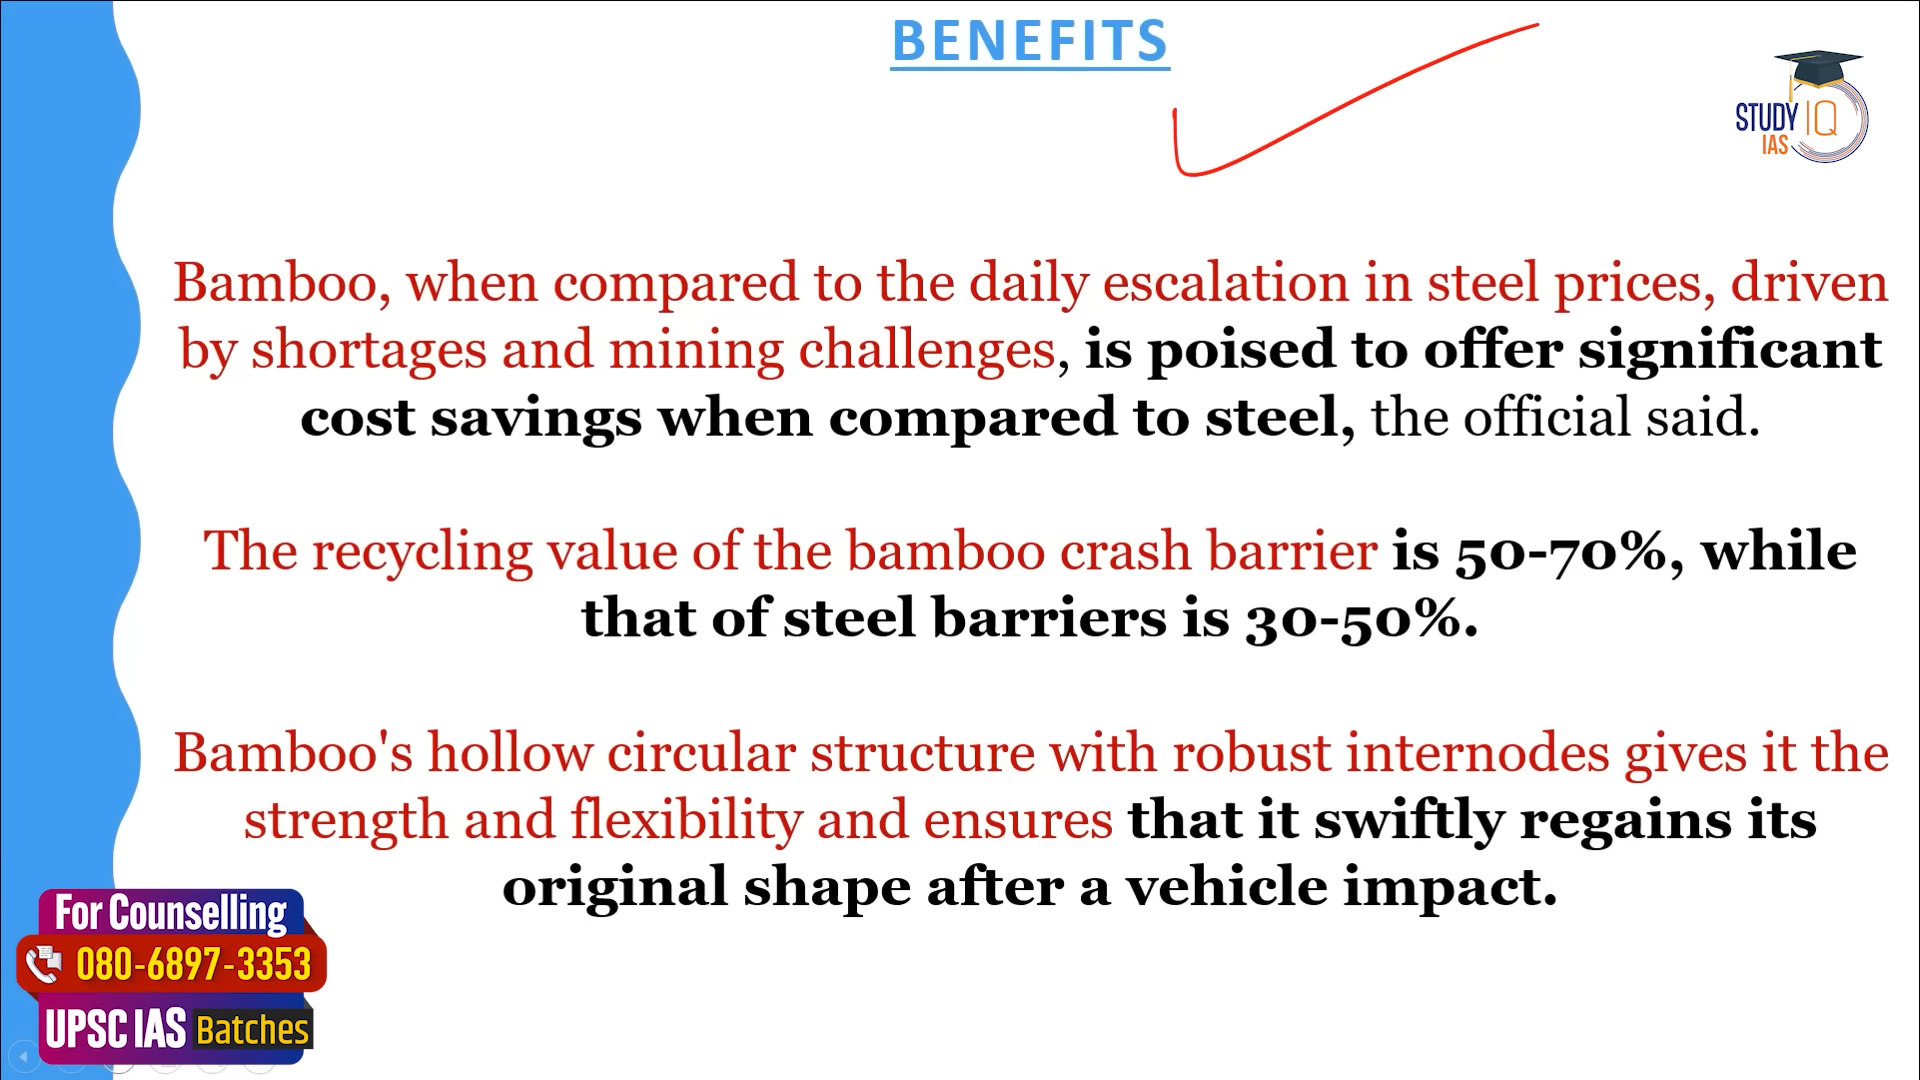 BENEFITS
STUDY IQ
IAS
Bamboo, when compared to the daily escalation in steel prices, driven
by shortages and mining challenges, is poised to offer significant
cost savings when compared to steel, the official said.
The recycling value of the bamboo crash barrier is 50-70%, while
that of steel barriers is 30-50%.
Bamboo's hollow circular structure with robust internodes gives it the
strength and flexibility and ensures that it swiftly regains its
original shape after a vehicle impact.
For Counselling
080-6897-3353
UPSC IAS Batches